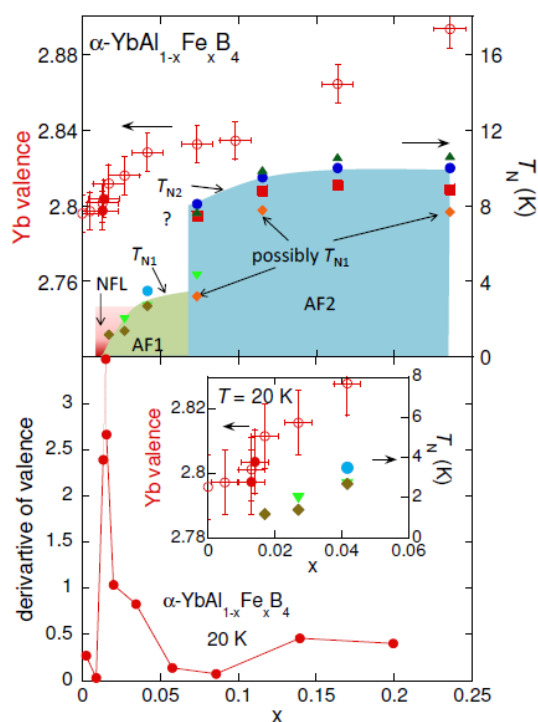 α-YbAl1-xFexB4
2.88
2.84
2.8
2.76
Yb valence
16
12
8
4
0
TN (K)
TN2
?
TN1
possibly TN1
NFL
AF1
AF2
3
2.5
2
1.5
1
0.5
0
derivartive of valence
T = 20 K
2.82
2.8
2.78
Yb valence
8
6
4
2
0
TN (K)
0
0.02
0.04
0.06
x
α-YbAl1-xFexB4
20 K
0
0.05
0.1
0.15
0.2
0.25
x